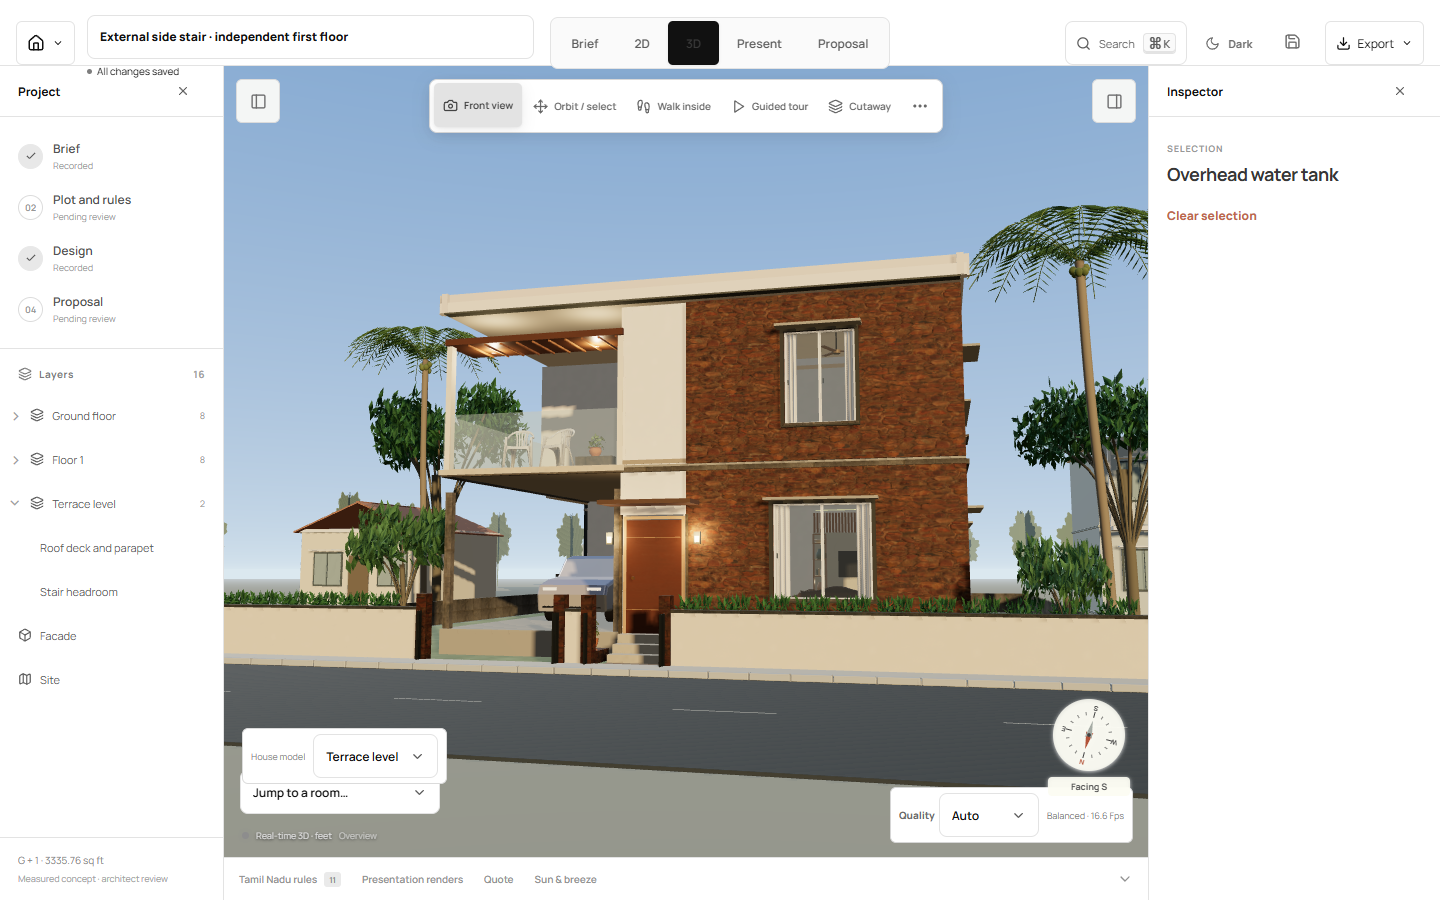 External side stair · independent first floor
All changes saved
Brief
2D
3D
Present
Proposal
Search
⌘K
Dark
Export
Project
Brief
Recorded
02
Plot and rules
Pending review
Design
Recorded
04
Proposal
Pending review
Layers
16
Ground floor
8
Floor 1
8
Terrace level
2
Roof deck and parapet
Stair headroom
Facade
Site
G + 1 · 3335.76 sq ft
Measured concept · architect review
Front view
Orbit / select
Walk inside
Guided tour
Cutaway
House model
Terrace level
Jump to a room...
Real-time 3D · feet · Overview
S
E
W
N
Facing S
Quality
Auto
Balanced · 16.6 Fps
Tamil Nadu rules
11
Presentation renders
Quote
Sun & breeze
Inspector
SELECTION
Overhead water tank
Clear selection